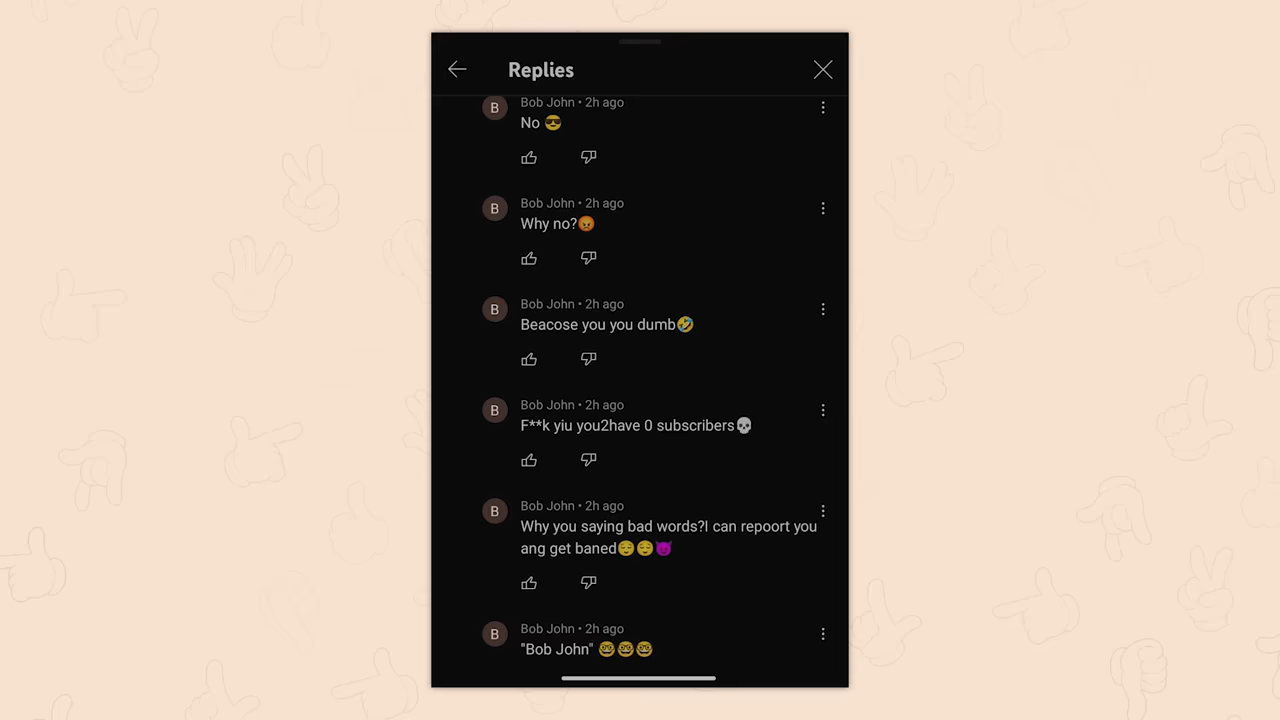 Replies
B
Bob John • 2h ago
No 😎
B
Bob John • 2h ago
Why no?😡
B
Bob John • 2h ago
Beacose you you dumb🤣
B
Bob John • 2h ago
F**k yiu you2have 0 subscribers💀
B
Bob John • 2h ago
Why you saying bad words?I can repoort you
ang get baned😌😌😈
B
Bob John • 2h ago
"Bob John" 🤓🤓🤓